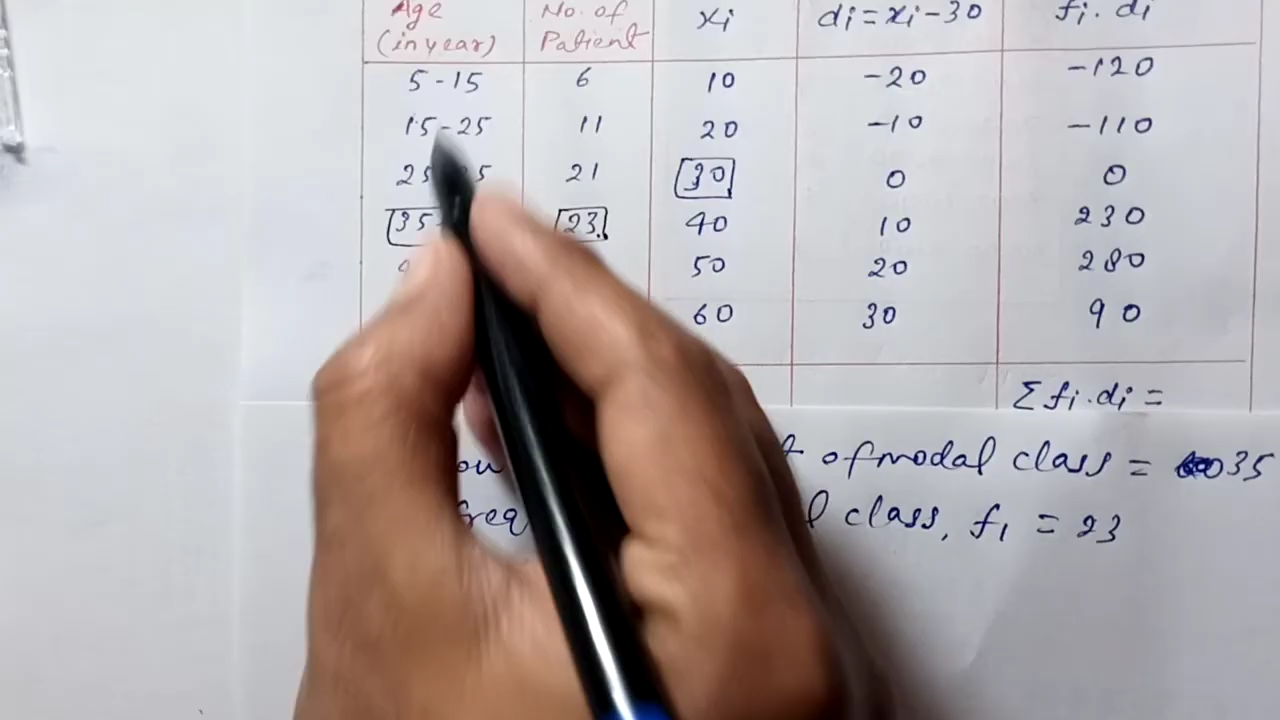 Age No. of xi di = xi - 30 fi . di
(in year) Patient
5 - 15 6 10 -20 -120
15 - 25 11 20 -10 -110
21 30 0 0
35 23 40 10 230
50 20 280
60 30 90
Σ fi . di =
of modal class = 35
class, f1 = 23